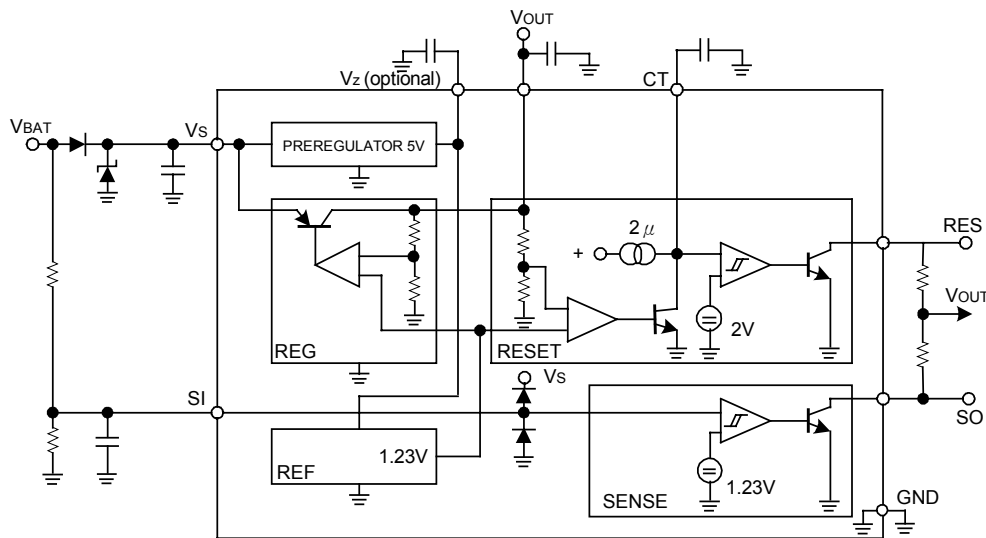 VOUT
VZ (optional)
CT
VBAT
VS
PREREGULATOR 5V
2 μ
+
RES
VOUT
2V
REG
RESET
VS
SI
SO
1.23V
REF
1.23V
SENSE
GND